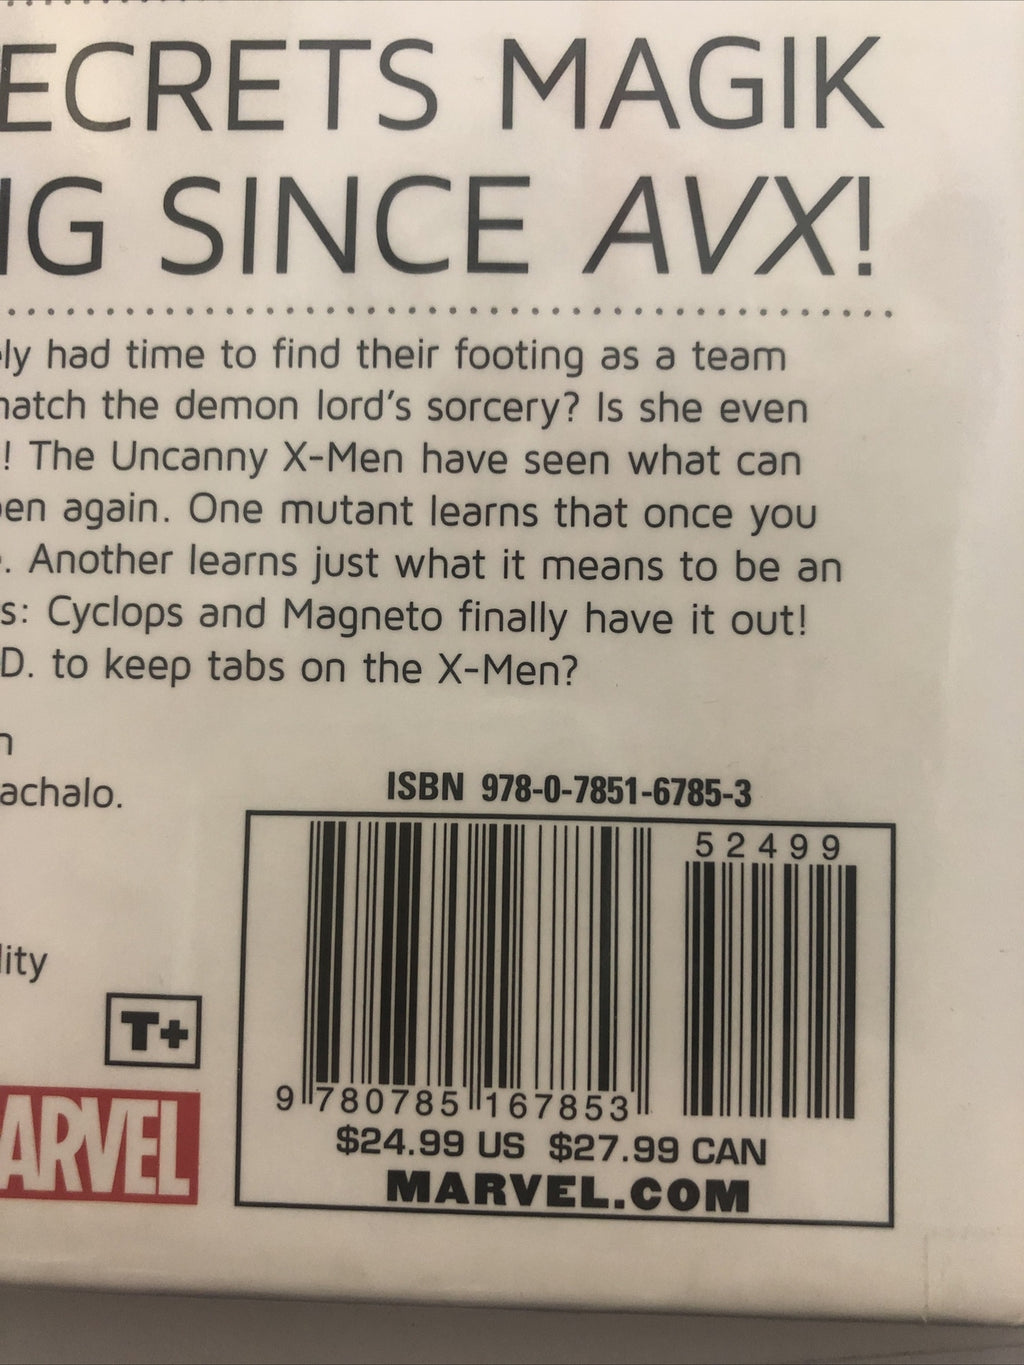 ECRETS MAGIK
IG SINCE AVX!
ly had time to find their footing as a team
match the demon lord's sorcery? Is she even
! The Uncanny X-Men have seen what can
en again. One mutant learns that once you
. Another learns just what it means to be an
s: Cyclops and Magneto finally have it out!
D. to keep tabs on the X-Men?
n
achalo.
ISBN 978-0-7851-6785-3
52499
lity
T+
9 780785 167853
$24.99 US $27.99 CAN
ARVEL
MARVEL.COM